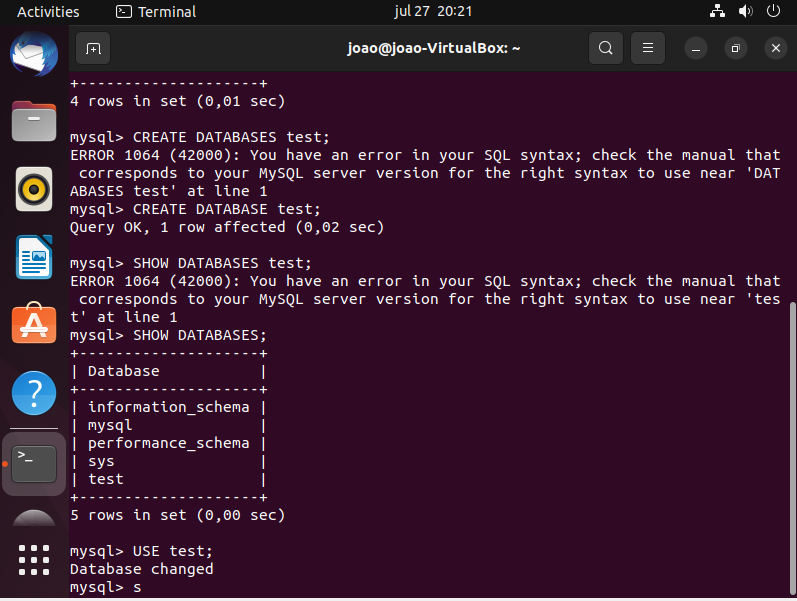 Activities
Terminal
jul 27 20:21
joao@joao-VirtualBox: ~
+--------------------+
4 rows in set (0,01 sec)
mysql> CREATE DATABASES test;
ERROR 1064 (42000): You have an error in your SQL syntax; check the manual that
 corresponds to your MySQL server version for the right syntax to use near 'DAT
ABASES test' at line 1
mysql> CREATE DATABASE test;
Query OK, 1 row affected (0,02 sec)
mysql> SHOW DATABASES test;
ERROR 1064 (42000): You have an error in your SQL syntax; check the manual that
 corresponds to your MySQL server version for the right syntax to use near 'tes
t' at line 1
mysql> SHOW DATABASES;
+--------------------+
| Database           |
+--------------------+
| information_schema |
| mysql              |
| performance_schema |
| sys                |
| test               |
+--------------------+
5 rows in set (0,00 sec)
mysql> USE test;
Database changed
mysql> s